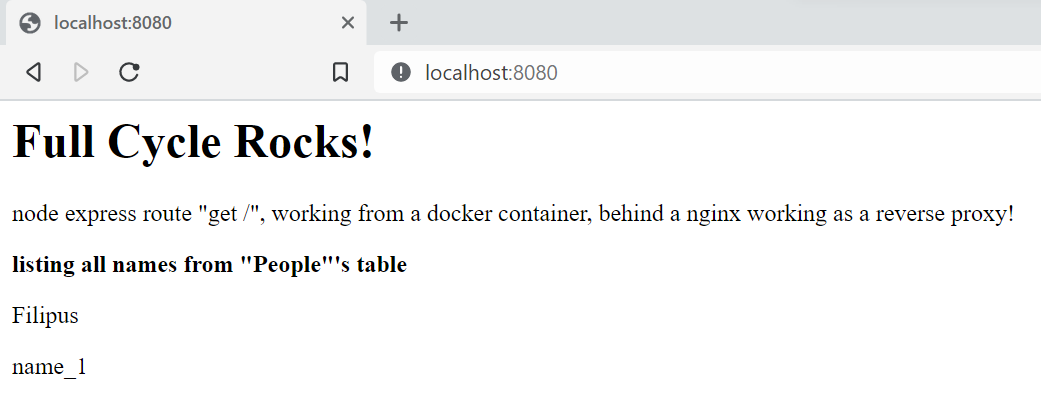 localhost:8080
localhost:8080
Full Cycle Rocks!
node express route "get /", working from a docker container, behind a nginx working as a reverse proxy!
listing all names from "People"'s table
Filipus
name_1